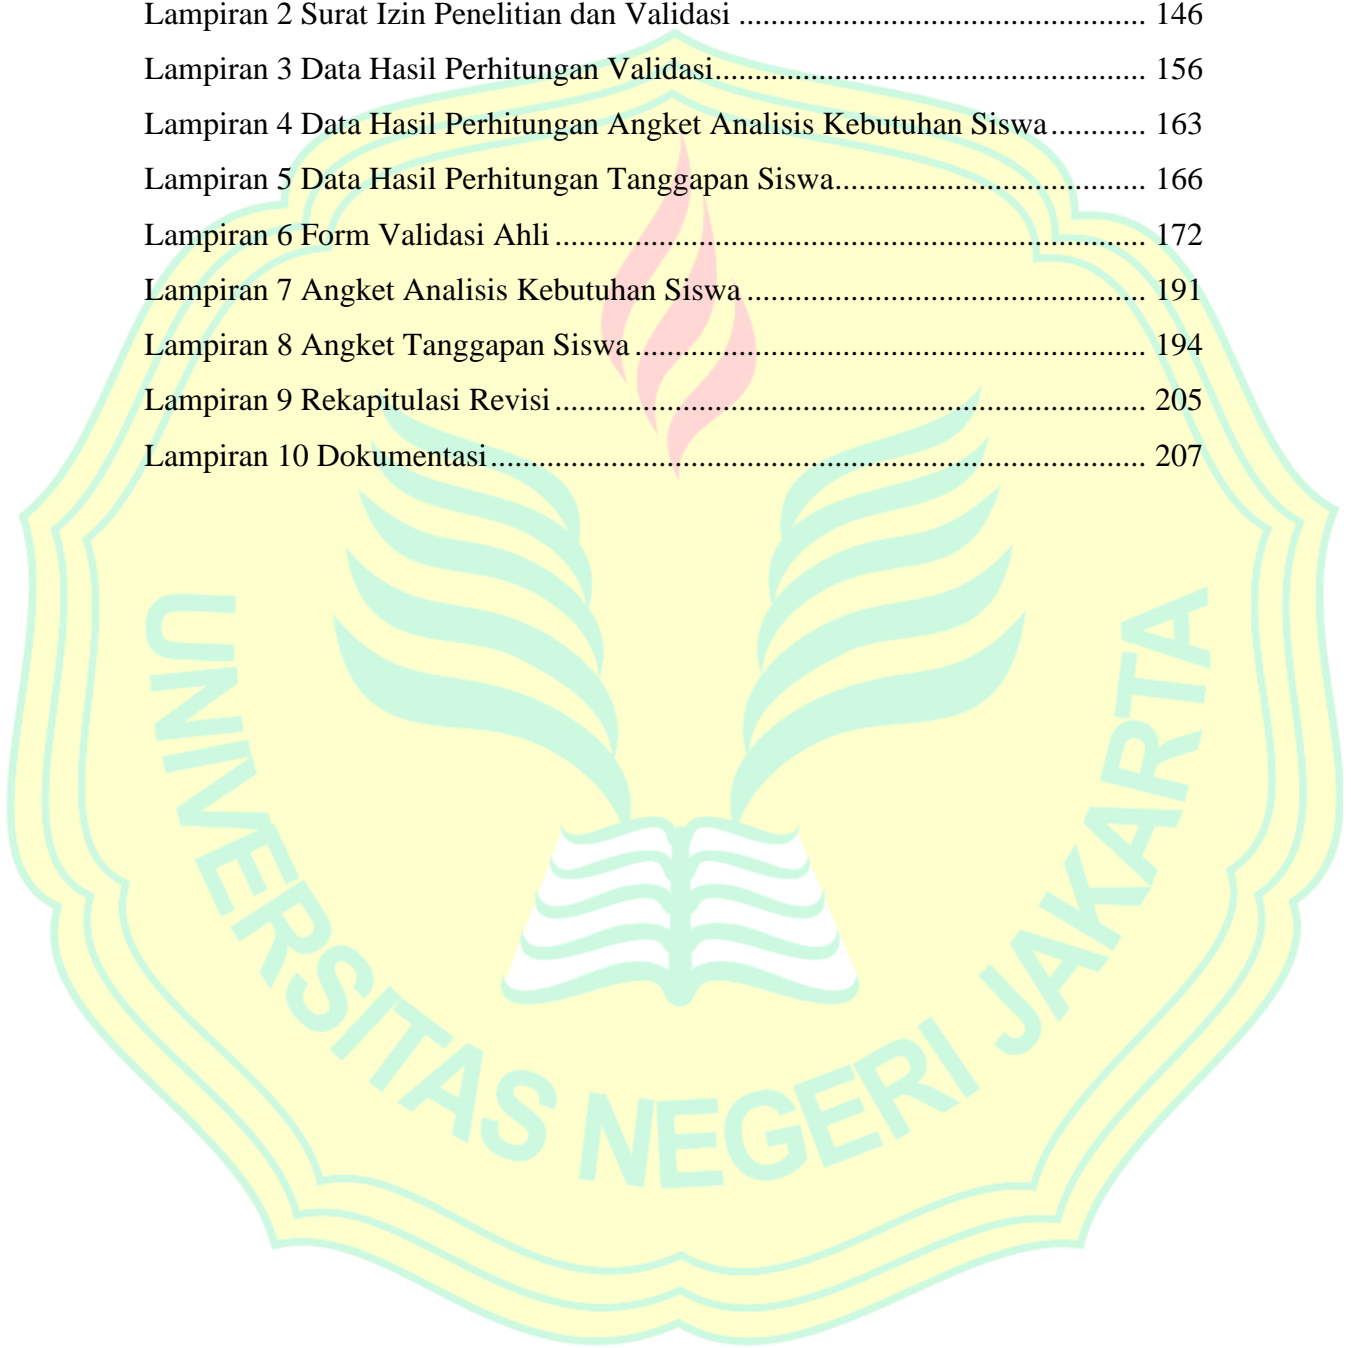 Lampiran 2 Surat Izin Penelitian dan Validasi ................................................... 146
Lampiran 3 Data Hasil Perhitungan Validasi...................................................... 156
Lampiran 4 Data Hasil Perhitungan Angket Analisis Kebutuhan Siswa ............ 163
Lampiran 5 Data Hasil Perhitungan Tanggapan Siswa....................................... 166
Lampiran 6 Form Validasi Ahli .......................................................................... 172
Lampiran 7 Angket Analisis Kebutuhan Siswa .................................................. 191
Lampiran 8 Angket Tanggapan Siswa ................................................................ 194
Lampiran 9 Rekapitulasi Revisi .......................................................................... 205
Lampiran 10 Dokumentasi.................................................................................. 207
UNIVERSITAS NEGERI JAKARTA